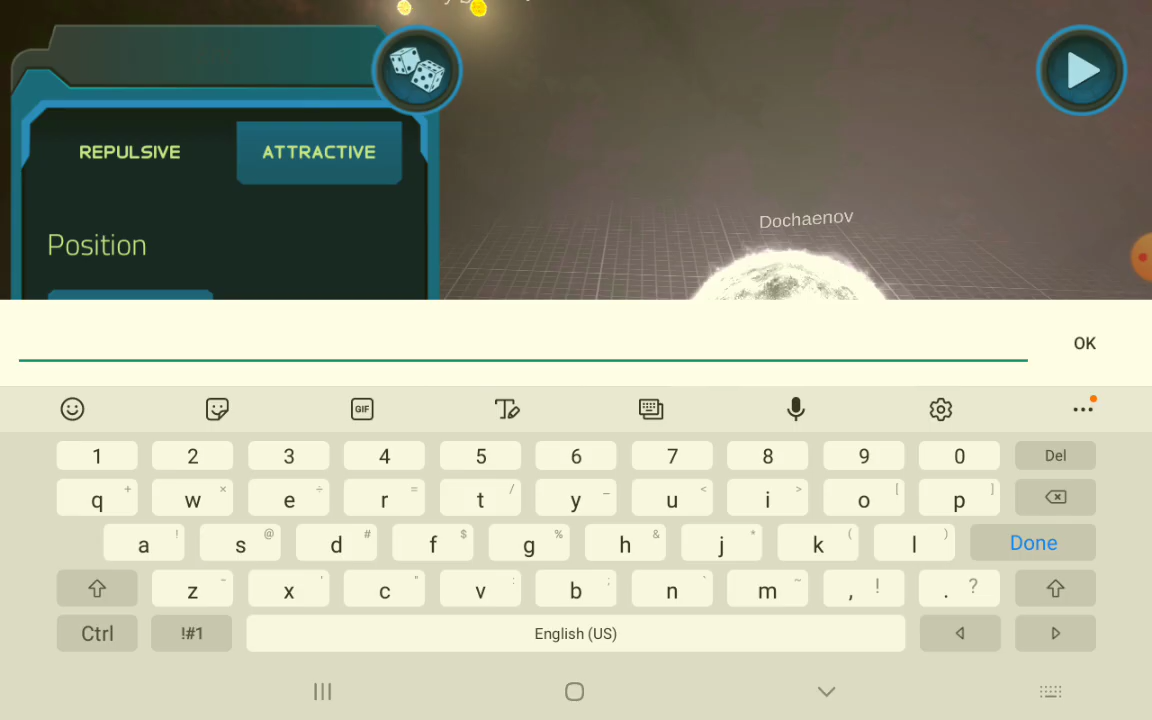 REPULSIVE ATTRACTIVE
Position
Dochaenov
OK
GIF
1 2 3 4 5 6 7 8 9 0 Del
q + w × e ÷ r = t / y _ u < i > o [ p ]
a ! s @ d # f $ g % h & j * k ( l ) Done
z - x ' c " v : b ; n ` m ~ , ! . ?
Ctrl !#1 English (US)